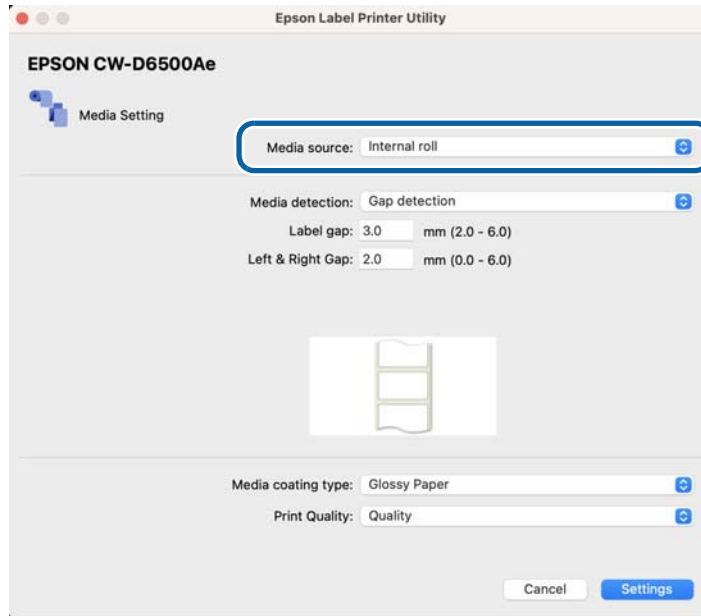 Epson Label Printer Utility
EPSON CW-D6500Ae
Media Setting
Media source: Internal roll
Media detection: Gap detection
Label gap: 3.0 mm (2.0 - 6.0)
Left & Right Gap: 2.0 mm (0.0 - 6.0)
Media coating type: Glossy Paper
Print Quality: Quality
Cancel Settings